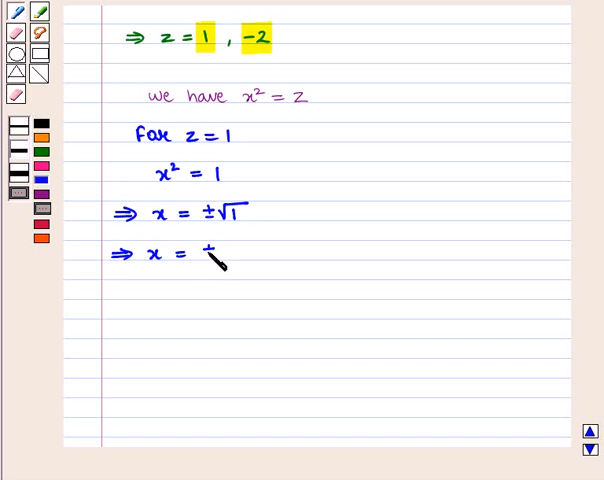 ⇒ z = 1 , -2
we have x² = z
For z = 1
x² = 1
⇒ x = ±√1
⇒ x = ±